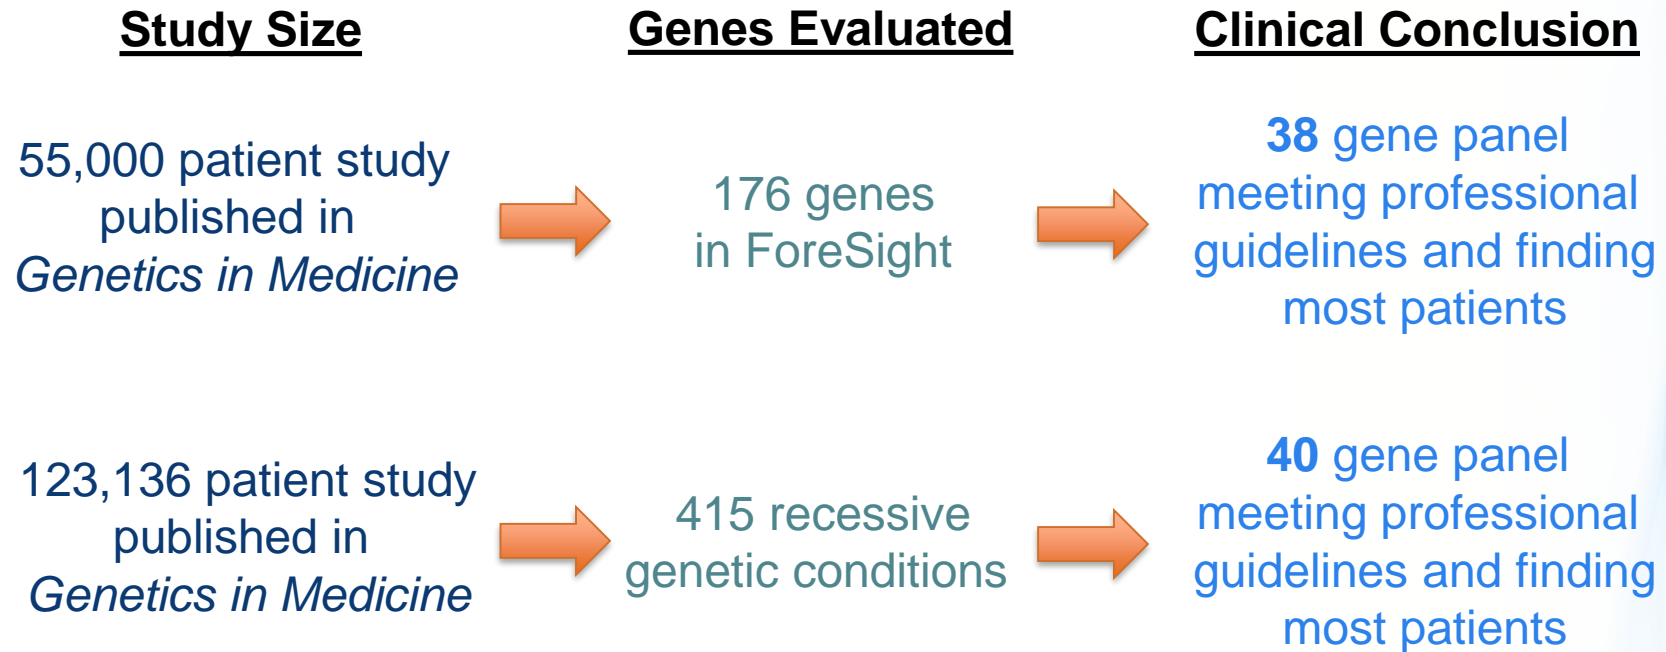 Study Size
Genes Evaluated
Clinical Conclusion
55,000 patient study
published in
Genetics in Medicine
176 genes
in ForeSight
38 gene panel
meeting professional
guidelines and finding
most patients
123,136 patient study
published in
Genetics in Medicine
415 recessive
genetic conditions
40 gene panel
meeting professional
guidelines and finding
most patients